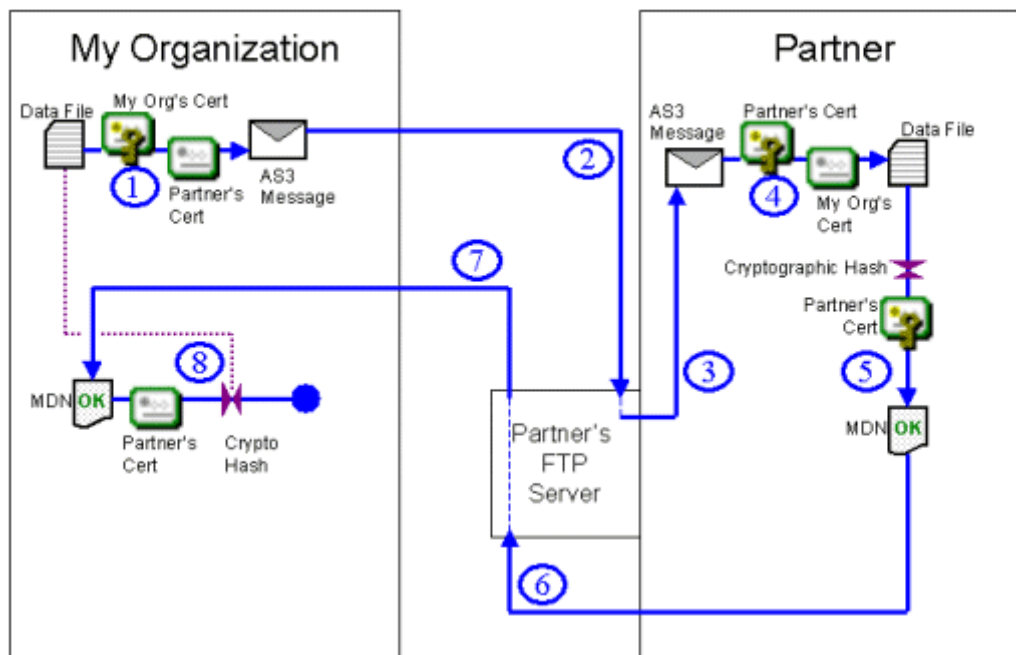 My Organization
Data File
My Org's Cert
1
Partner's
Cert
AS3
Message
2
7
MDN
OK
8
Partner's
Cert
Crypto
Hash
Partner's
FTP
Server
Partner
AS3
Message
Partner's Cert
4
My Org's
Cert
Data File
3
Cryptographic Hash
Partner's
Cert
5
MDN
OK
6